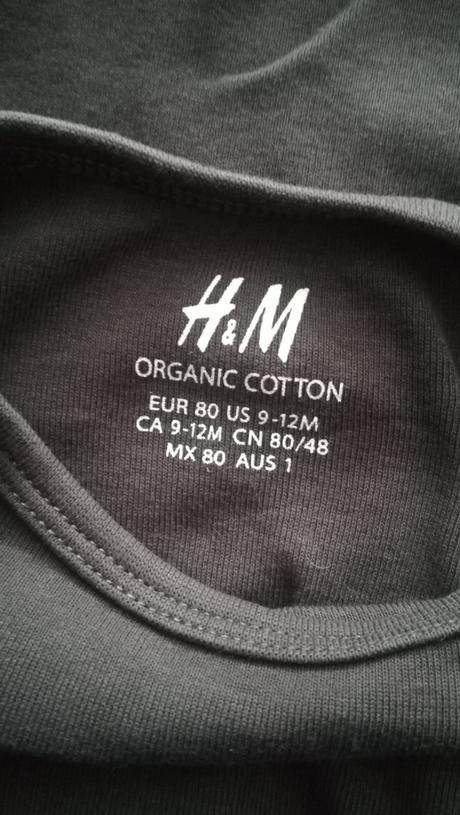 H&M
ORGANIC COTTON
EUR 80 US 9-12M
CA 9-12M CN 80/48
MX 80 AUS 1